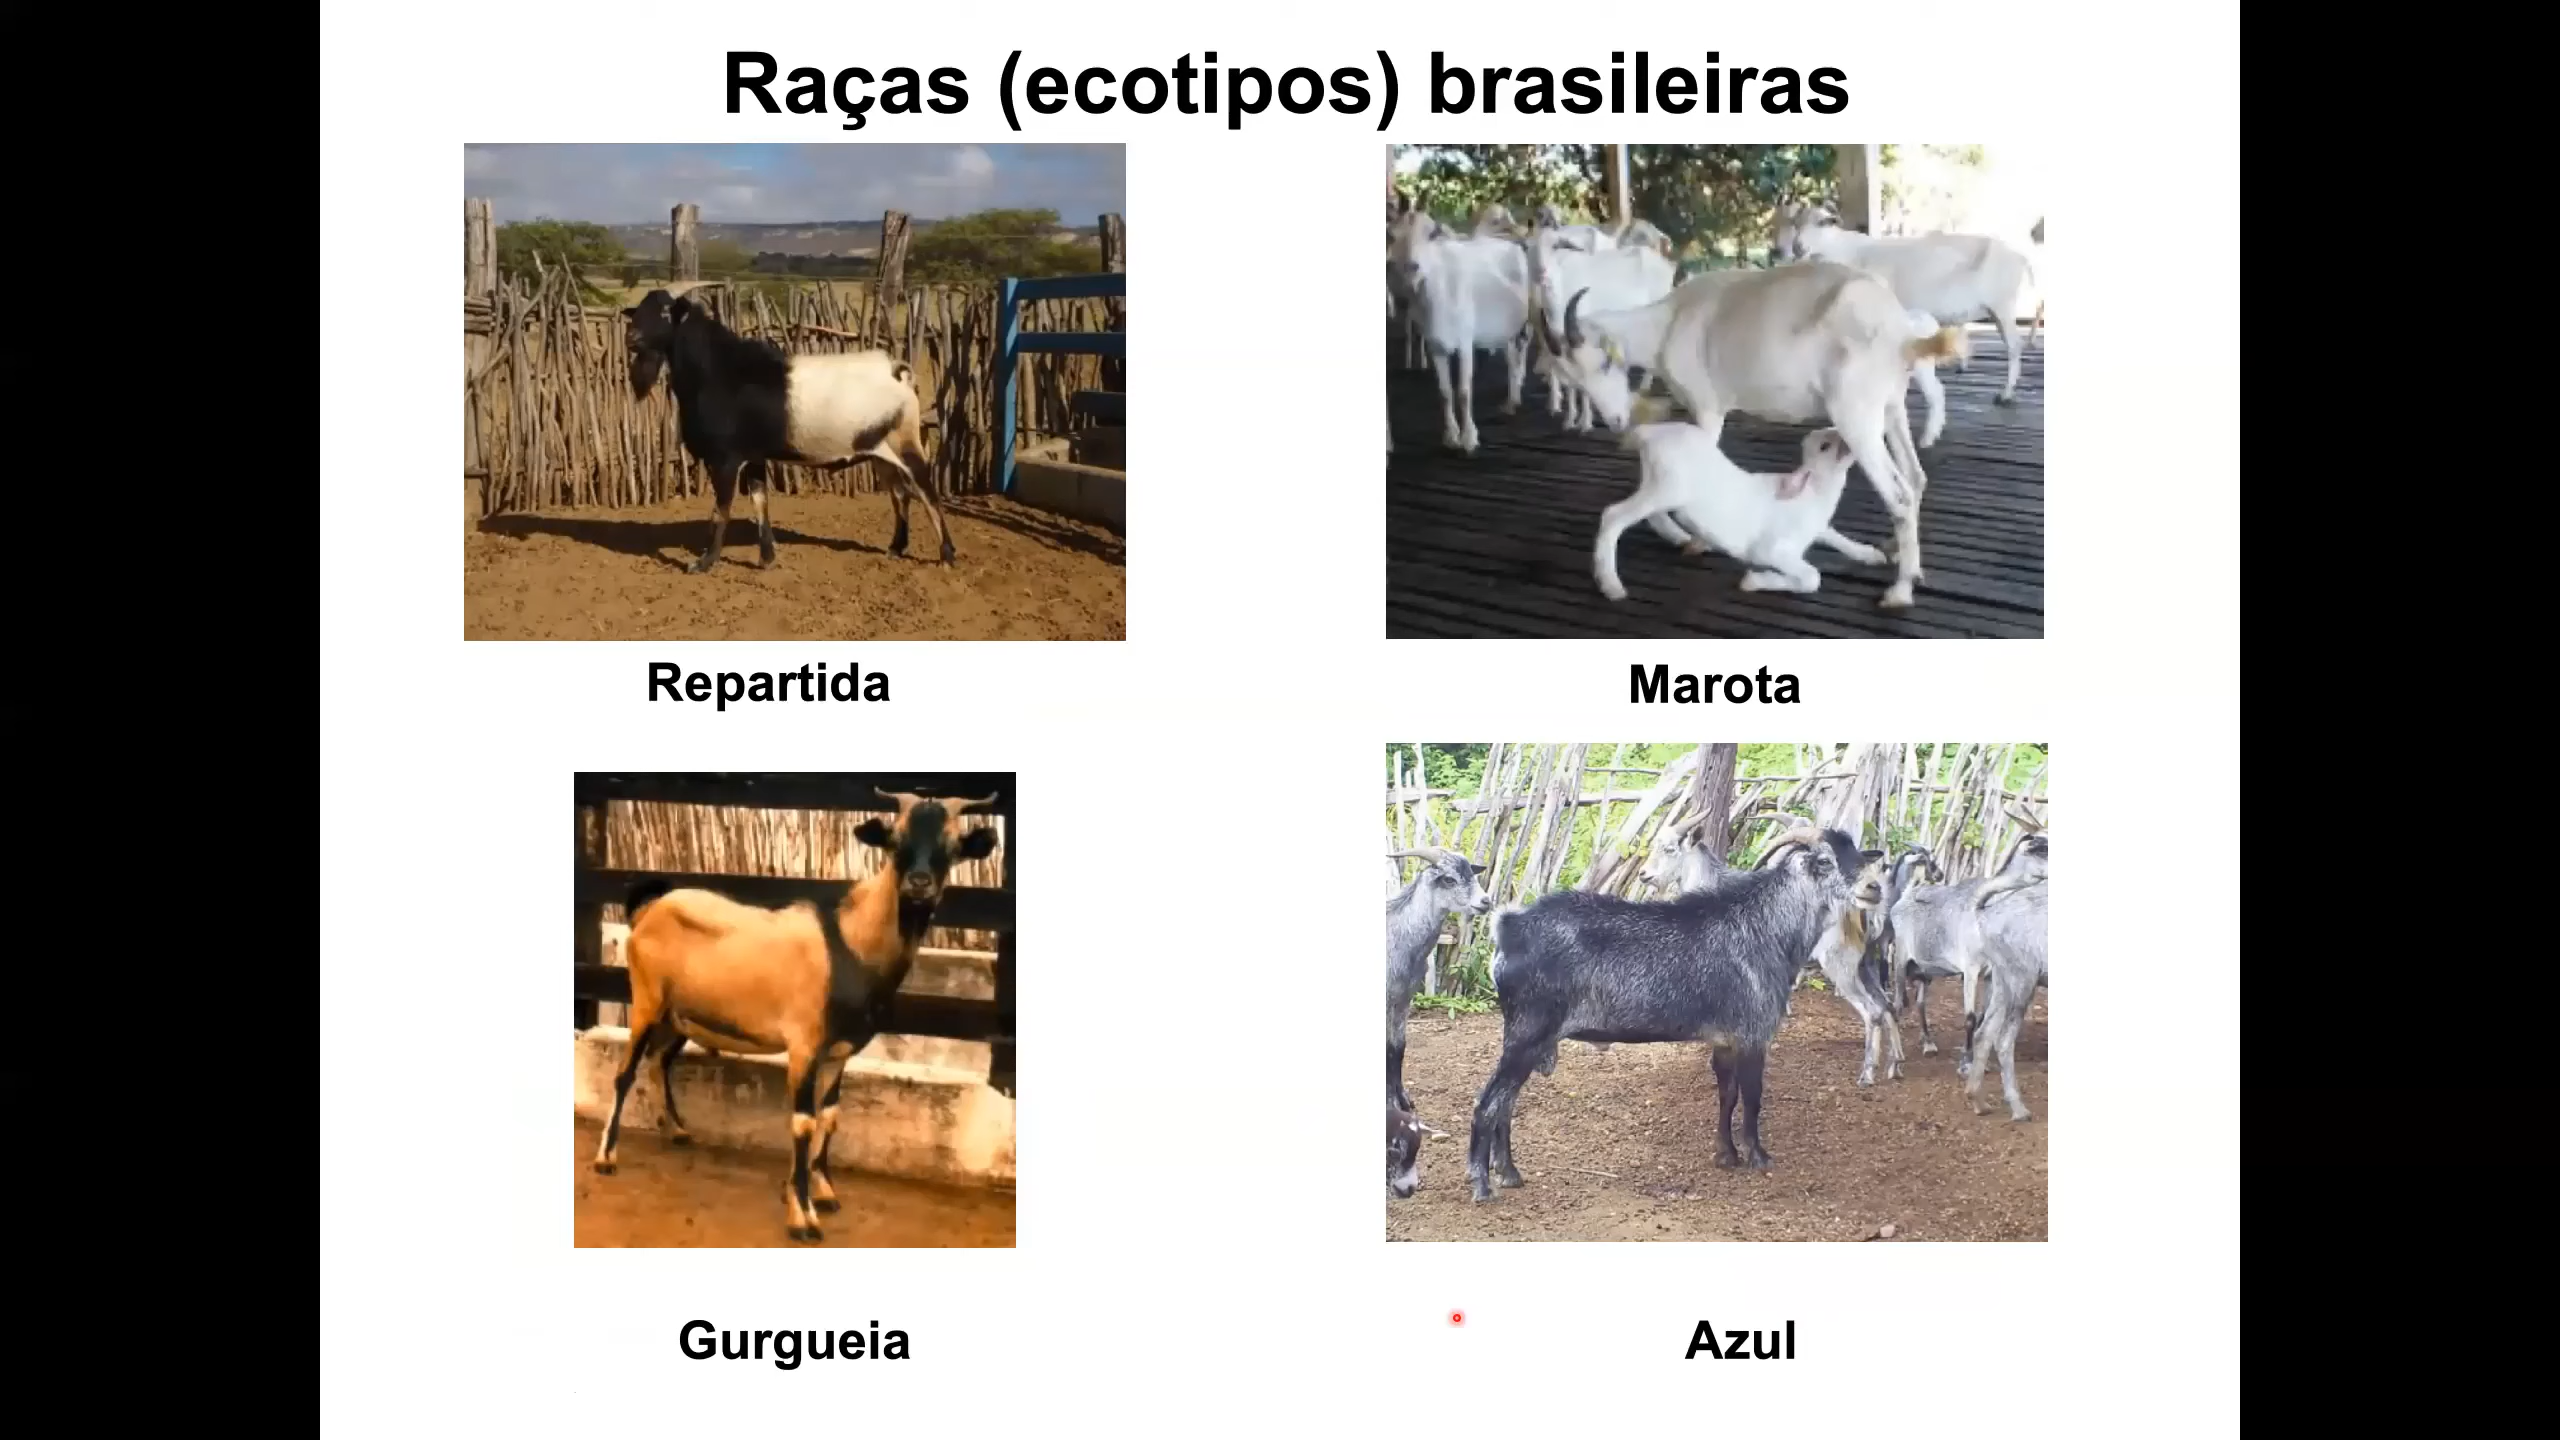 Raças (ecotipos) brasileiras
Repartida
Marota
Gurgueia
Azul